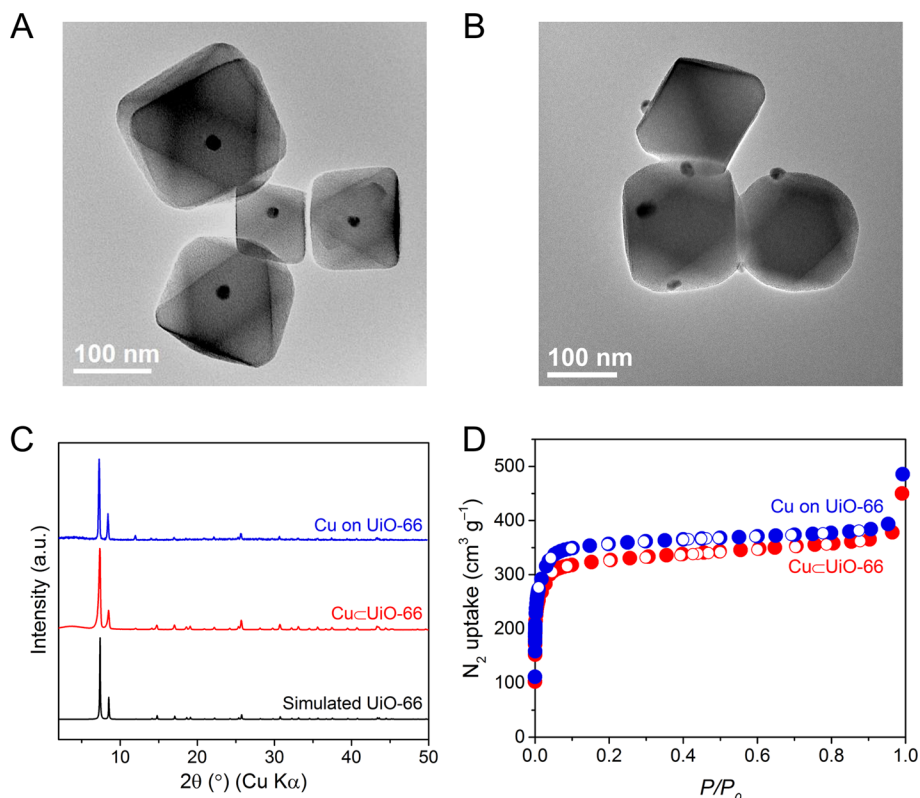 A
B
100 nm
100 nm
C
D
Intensity (a.u.)
Cu on UiO-66
Cu⊂UiO-66
Simulated UiO-66
10
20
30
40
50
2θ (°) (Cu Kα)
N₂ uptake (cm³ g⁻¹)
500
400
300
200
100
0
Cu on UiO-66
Cu⊂UiO-66
0.0
0.2
0.4
0.6
0.8
1.0
P/P₀